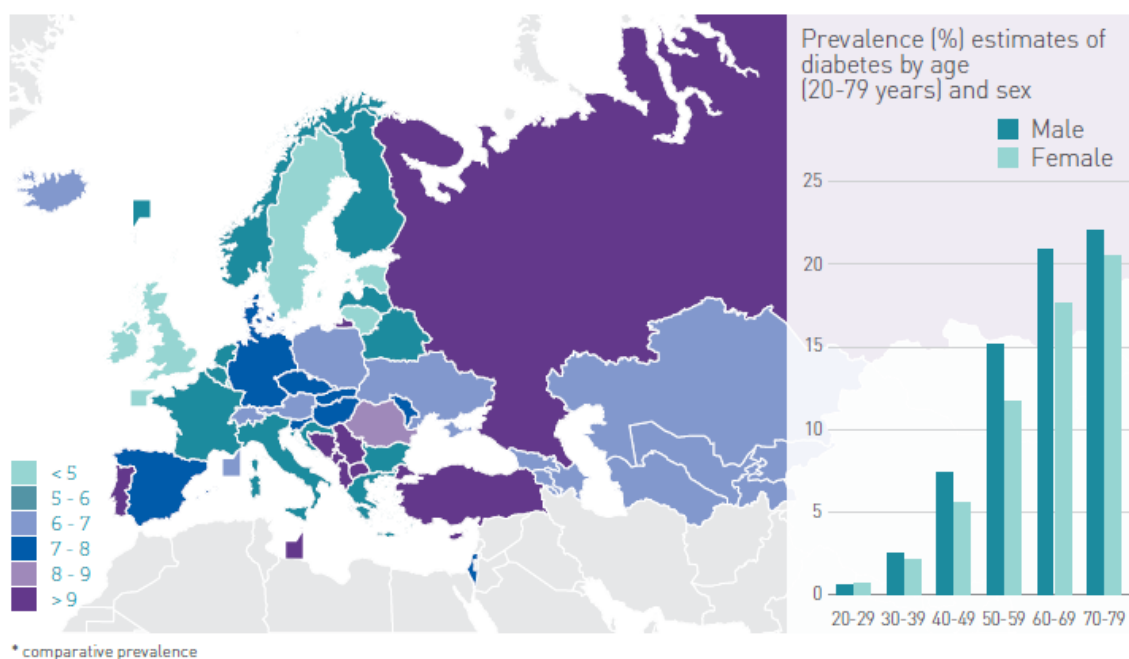 Prevalence (%) estimates of
diabetes by age
(20-79 years) and sex
Male
Female
25
20
15
10
5
0
20-29 30-39 40-49 50-59 60-69 70-79
< 5
5 - 6
6 - 7
7 - 8
8 - 9
> 9
* comparative prevalence